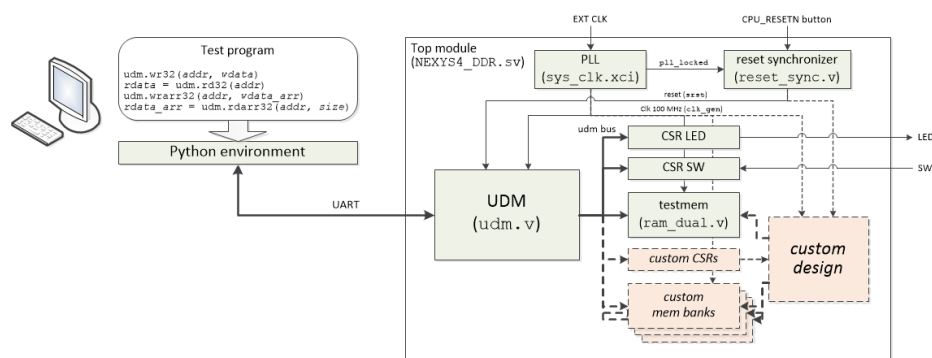 EXT CLK
CPU_RESETN button
Test program
udm.wr32(addr, wdata)
rdata = udm.rd32(addr)
udm.wrarr32(addr, wdata_arr)
rdata_arr = udm.rdarr32(addr, size)
Python environment
UART
Top module
(NEXYS4_DDR.sv)
PLL
(sys_clk.xci)
pll_locked
reset synchronizer
(reset_sync.v)
reset (srst)
Clk 100 MHz (clk_gen)
udm bus
CSR LED
LED
CSR SW
SW
UDM
(udm.v)
testmem
(ram_dual.v)
custom CSRs
custom
mem banks
custom
design